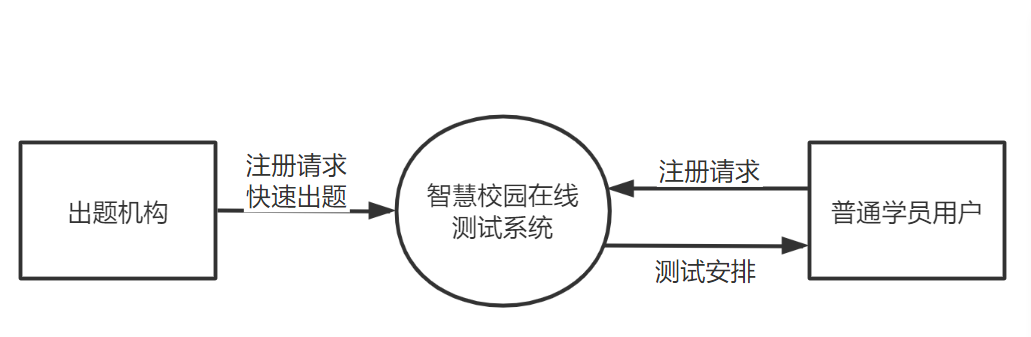 出题机构
注册请求
快速出题
智慧校园在线
测试系统
注册请求
测试安排
普通学员用户